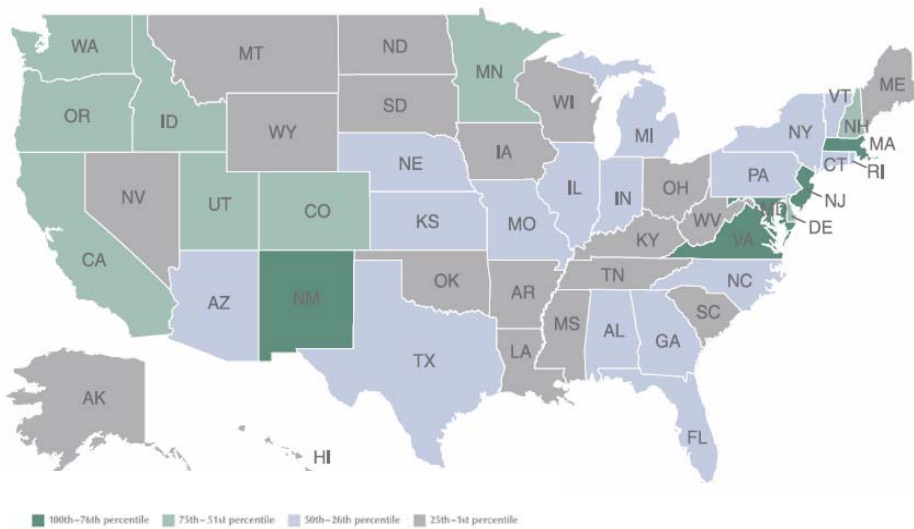 WA
MT
ND
MN
ME
OR
ID
SD
WI
VT
NH
WY
MI
NY
MA
NE
IA
CT
RI
NV
UT
CO
IL
IN
OH
PA
NJ
KS
MO
WV
MD
DE
CA
KY
VA
AZ
NM
OK
AR
TN
NC
TX
LA
MS
AL
GA
SC
AK
HI
FL
100th–76th percentile 75th–51st percentile 50th–26th percentile 25th–1st percentile